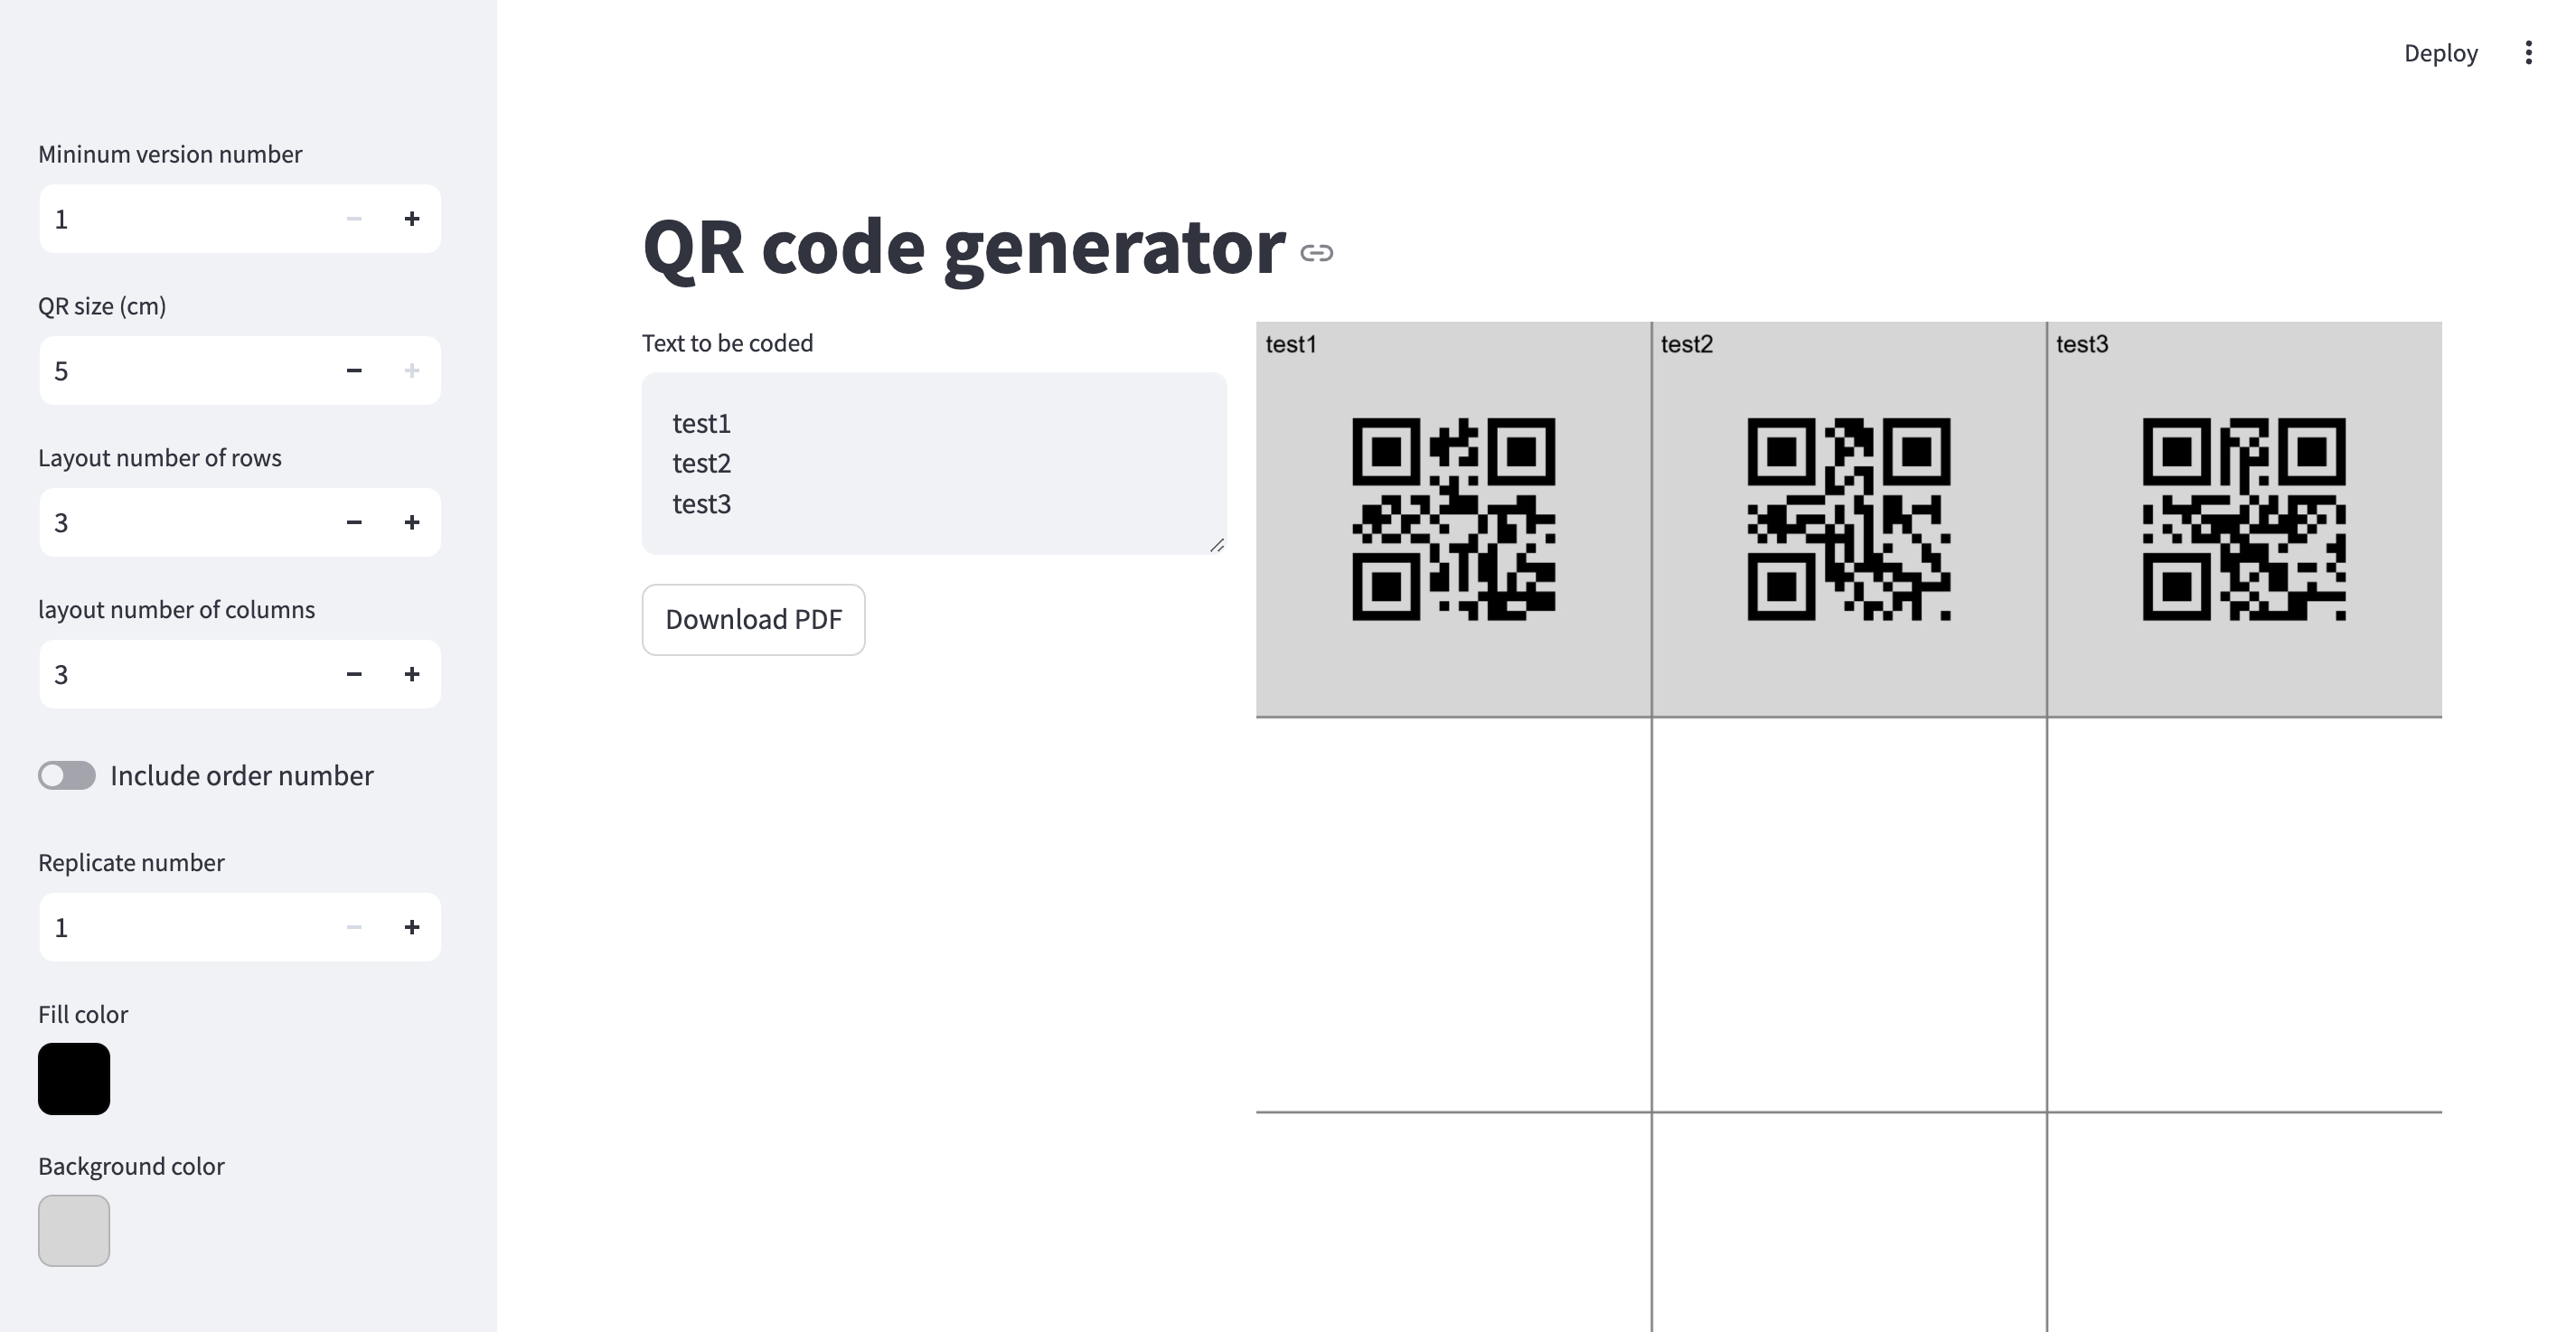 Deploy
Mininum version number
1
QR size (cm)
5
Layout number of rows
3
layout number of columns
3
Include order number
Replicate number
1
Fill color
Background color
QR code generator
Text to be coded
test1
test2
test3
Download PDF
test1
test2
test3